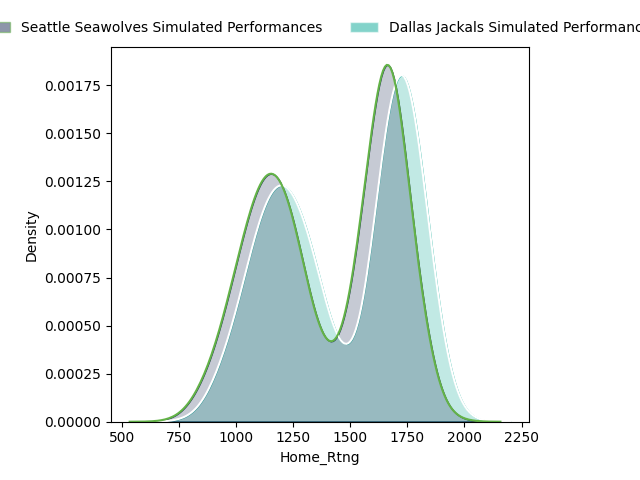 Seattle Seawolves Simulated Performances
Dallas Jackals Simulated Performanc
0.00175
0.00150
0.00125
0.00100
0.00075
0.00050
0.00025
0.00000
Density
500 750 1000 1250 1500 1750 2000 2250
Home_Rtng